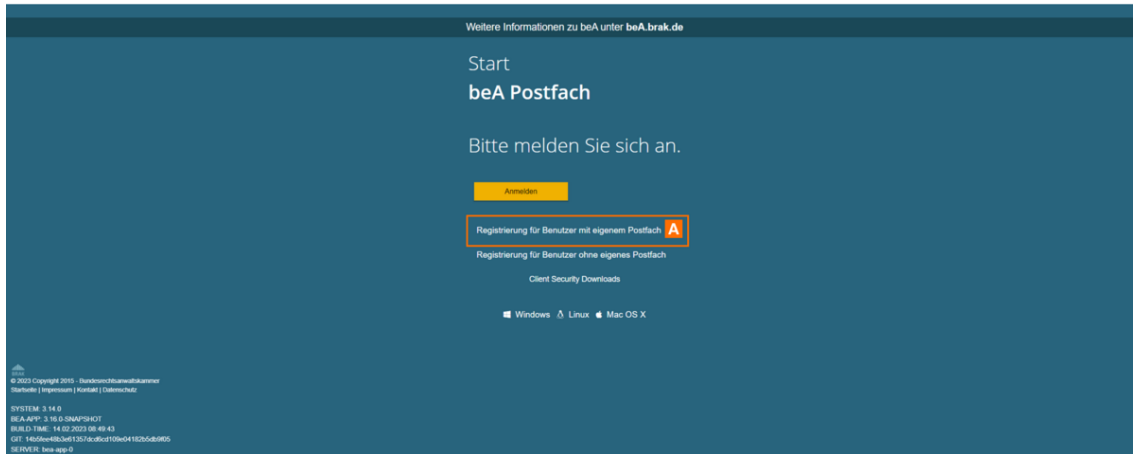 Weitere Informationen zu beA unter beA.brak.de
Start
beA Postfach
Bitte melden Sie sich an.
Anmelden
Registrierung für Benutzer mit eigenem Postfach A
Registrierung für Benutzer ohne eigenes Postfach
Client Security Downloads
Windows Linux Mac OS X
BRAK
© 2023 Copyright 2015 - Bundesrechtsanwaltskammer
Startseite | Impressum | Kontakt | Datenschutz
SYSTEM: 3.14.0
BEA-APP: 3.16.0-SNAPSHOT
BUILD-TIME: 14.02.2023 08:49:43
GIT:
SERVER: bea-app-0